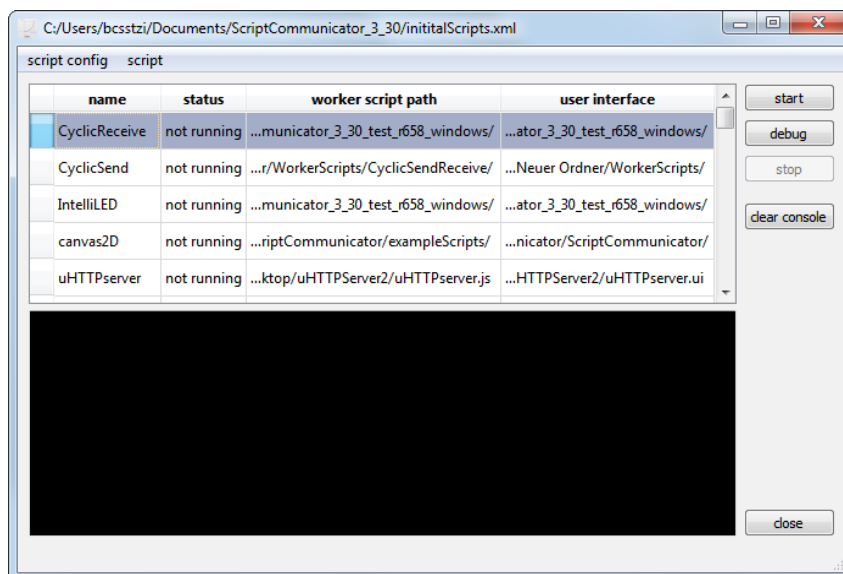 C:/Users/bcsstzi/Documents/ScriptCommunicator_3_30/inititalScripts.xml
script config script
name status worker script path user interface
CyclicReceive not running ...municator_3_30_test_r658_windows/ ...ator_3_30_test_r658_windows/
CyclicSend not running ...r/WorkerScripts/CyclicSendReceive/ ...Neuer Ordner/WorkerScripts/
IntelliLED not running ...municator_3_30_test_r658_windows/ ...ator_3_30_test_r658_windows/
canvas2D not running ...riptCommunicator/exampleScripts/ ...nicator/ScriptCommunicator/
uHTTPserver not running ...ktop/uHTTPServer2/uHTTPserver.js ...HTTPServer2/uHTTPserver.ui
start
debug
stop
clear console
close